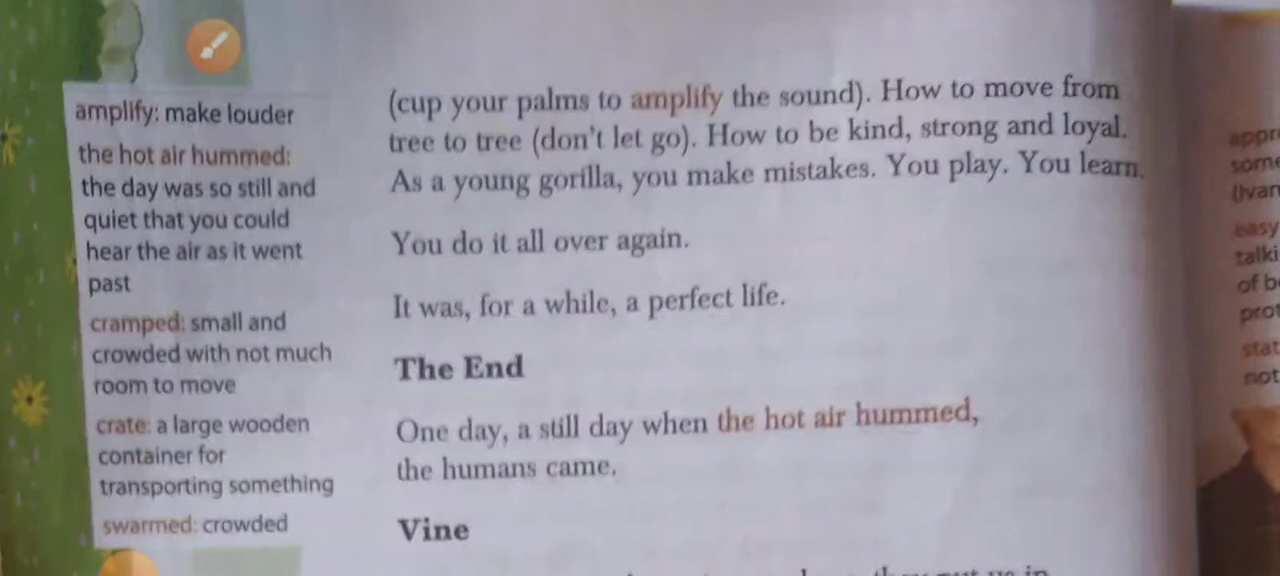 amplify: make louder
the hot air hummed:
the day was so still and
quiet that you could
hear the air as it went
past
cramped: small and
crowded with not much
room to move
crate: a large wooden
container for
transporting something
swarmed: crowded
(cup your palms to amplify the sound). How to move from
tree to tree (don't let go). How to be kind, strong and loyal.
As a young gorilla, you make mistakes. You play. You learn.
You do it all over again.
It was, for a while, a perfect life.
The End
One day, a still day when the hot air hummed,
the humans came.
Vine
easy
talki
of b
stat
not